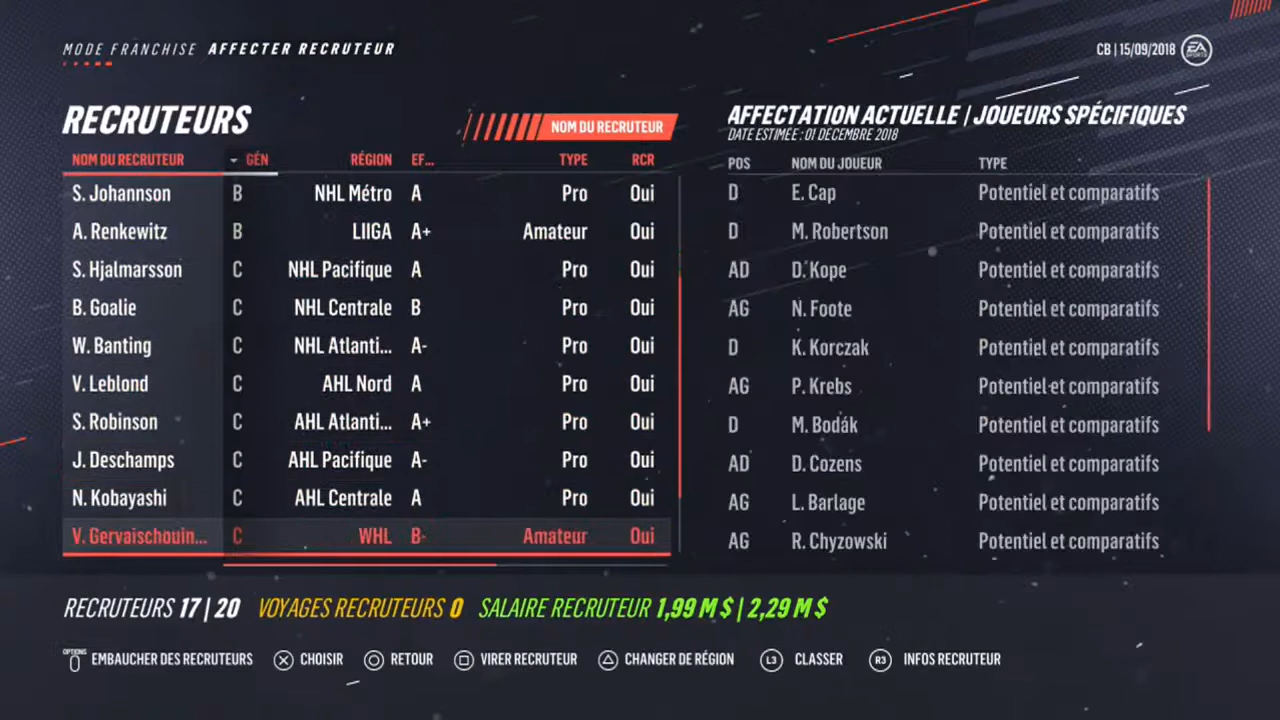 MODE FRANCHISE AFFECTER RECRUTEUR
CB | 15/09/2018
EA SPORTS
RECRUTEURS
NOM DU RECRUTEUR
NOM DU RECRUTEUR GÉN RÉGION EF... TYPE RCR
S. Johannson B NHL Métro A Pro Oui
A. Renkewitz B LIIGA A+ Amateur Oui
S. Hjalmarsson C NHL Pacifique A Pro Oui
B. Goalie C NHL Centrale B Pro Oui
W. Banting C NHL Atlanti... A- Pro Oui
V. Leblond C AHL Nord A Pro Oui
S. Robinson C AHL Atlanti... A+ Pro Oui
J. Deschamps C AHL Pacifique A- Pro Oui
N. Kobayashi C AHL Centrale A Pro Oui
V. Gervaischouin... C WHL B- Amateur Oui
AFFECTATION ACTUELLE | JOUEURS SPÉCIFIQUES
DATE ESTIMÉE : 01 DÉCEMBRE 2018
POS NOM DU JOUEUR TYPE
D E. Cap Potentiel et comparatifs
D M. Robertson Potentiel et comparatifs
AD D. Kope Potentiel et comparatifs
AG N. Foote Potentiel et comparatifs
D K. Korczak Potentiel et comparatifs
AG P. Krebs Potentiel et comparatifs
D M. Bodák Potentiel et comparatifs
AD D. Cozens Potentiel et comparatifs
AG L. Barlage Potentiel et comparatifs
AG R. Chyzowski Potentiel et comparatifs
RECRUTEURS 17 | 20 VOYAGES RECRUTEURS 0 SALAIRE RECRUTEUR 1,99 M $ | 2,29 M $
OPTIONS EMBAUCHER DES RECRUTEURS CHOISIR RETOUR VIRER RECRUTEUR CHANGER DE RÉGION L3 CLASSER R3 INFOS RECRUTEUR